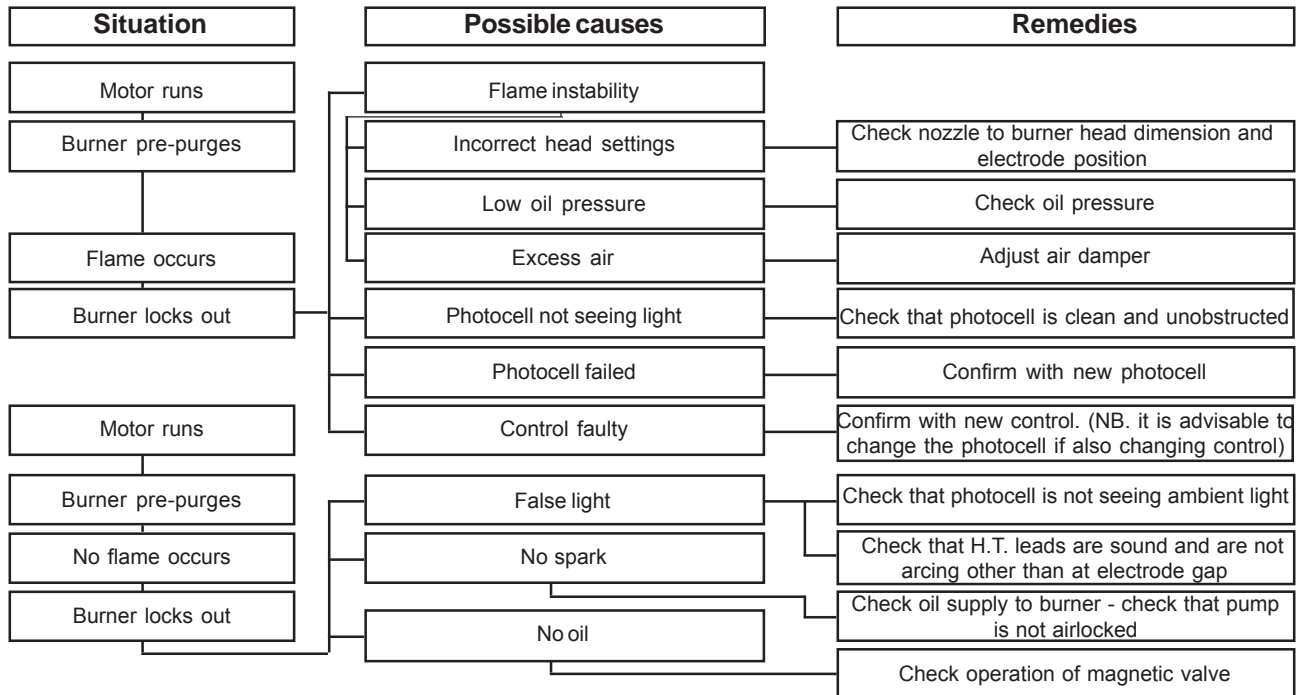 Situation
Possible causes
Remedies
Motor runs
Burner pre-purges
Flame occurs
Burner locks out
Flame instability
Incorrect head settings
Check nozzle to burner head dimension and
electrode position
Low oil pressure
Check oil pressure
Excess air
Adjust air damper
Photocell not seeing light
Check that photocell is clean and unobstructed
Photocell failed
Confirm with new photocell
Control faulty
Confirm with new control. (NB. it is advisable to
change the photocell if also changing control)
Motor runs
Burner pre-purges
No flame occurs
Burner locks out
False light
Check that photocell is not seeing ambient light
Check that H.T. leads are sound and are not
arcing other than at electrode gap
No spark
Check oil supply to burner - check that pump
is not airlocked
No oil
Check operation of magnetic valve